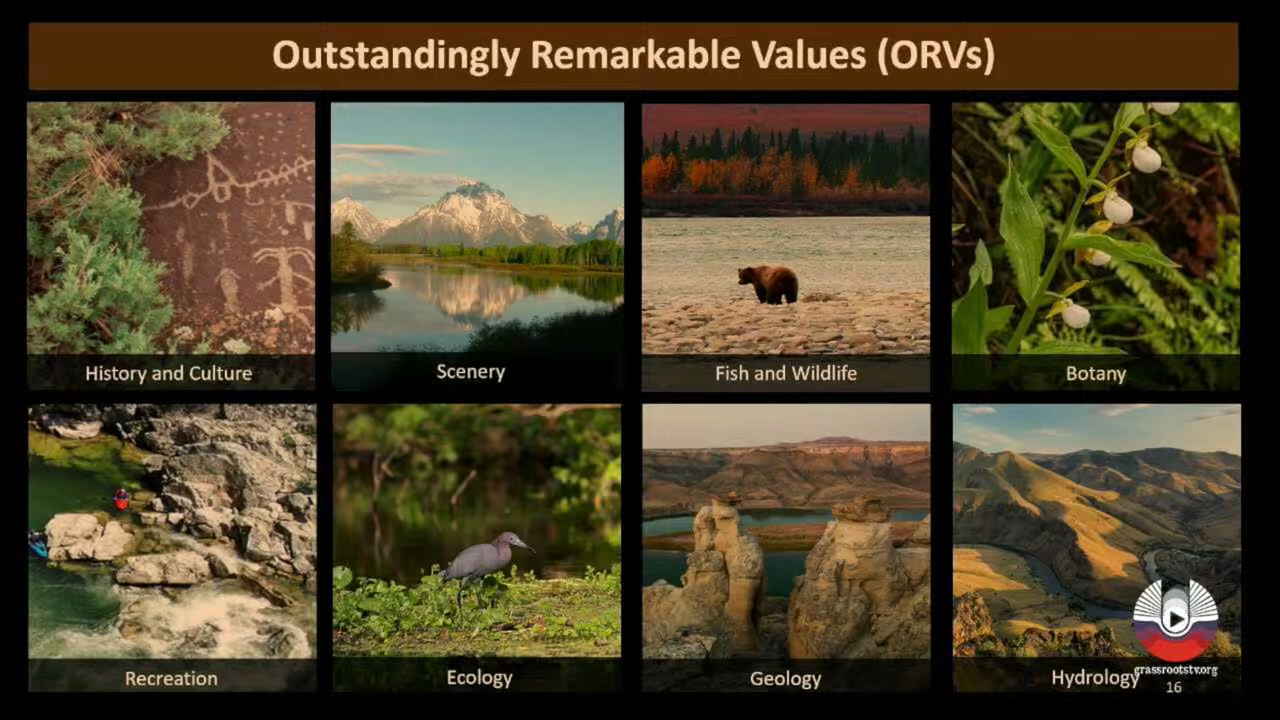 Outstandingly Remarkable Values (ORVs)
History and Culture
Scenery
Fish and Wildlife
Botany
Recreation
Ecology
Geology
Hydrology
grassrootstv.org
16